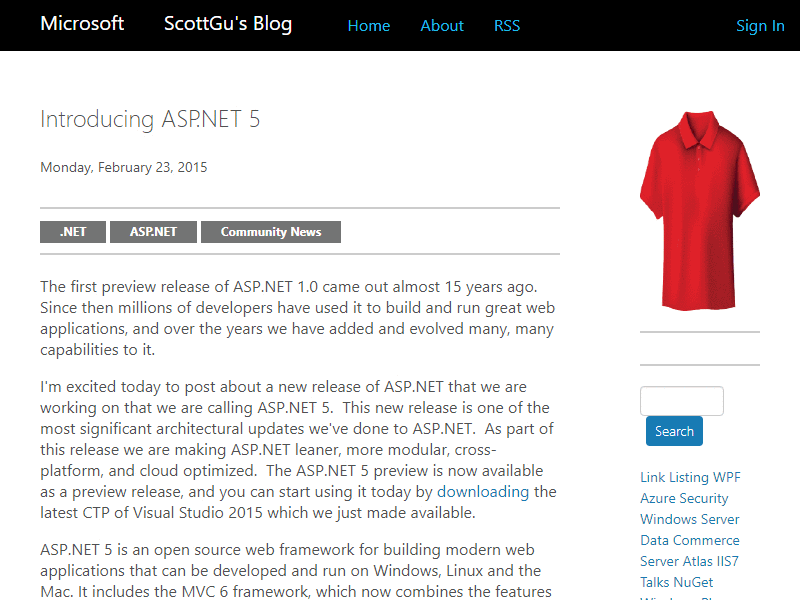 Microsoft ScottGu's Blog Home About RSS Sign In
Introducing ASP.NET 5
Monday, February 23, 2015
.NET ASP.NET Community News
The first preview release of ASP.NET 1.0 came out almost 15 years ago.
Since then millions of developers have used it to build and run great web
applications, and over the years we have added and evolved many, many
capabilities to it.
I'm excited today to post about a new release of ASP.NET that we are
working on that we are calling ASP.NET 5.  This new release is one of the
most significant architectural updates we've done to ASP.NET.  As part of
this release we are making ASP.NET leaner, more modular, cross-
platform, and cloud optimized.  The ASP.NET 5 preview is now available
as a preview release, and you can start using it today by downloading the
latest CTP of Visual Studio 2015 which we just made available.
ASP.NET 5 is an open source web framework for building modern web
applications that can be developed and run on Windows, Linux and the
Mac. It includes the MVC 6 framework, which now combines the features
Search
Link Listing WPF
Azure Security
Windows Server
Data Commerce
Server Atlas IIS7
Talks NuGet